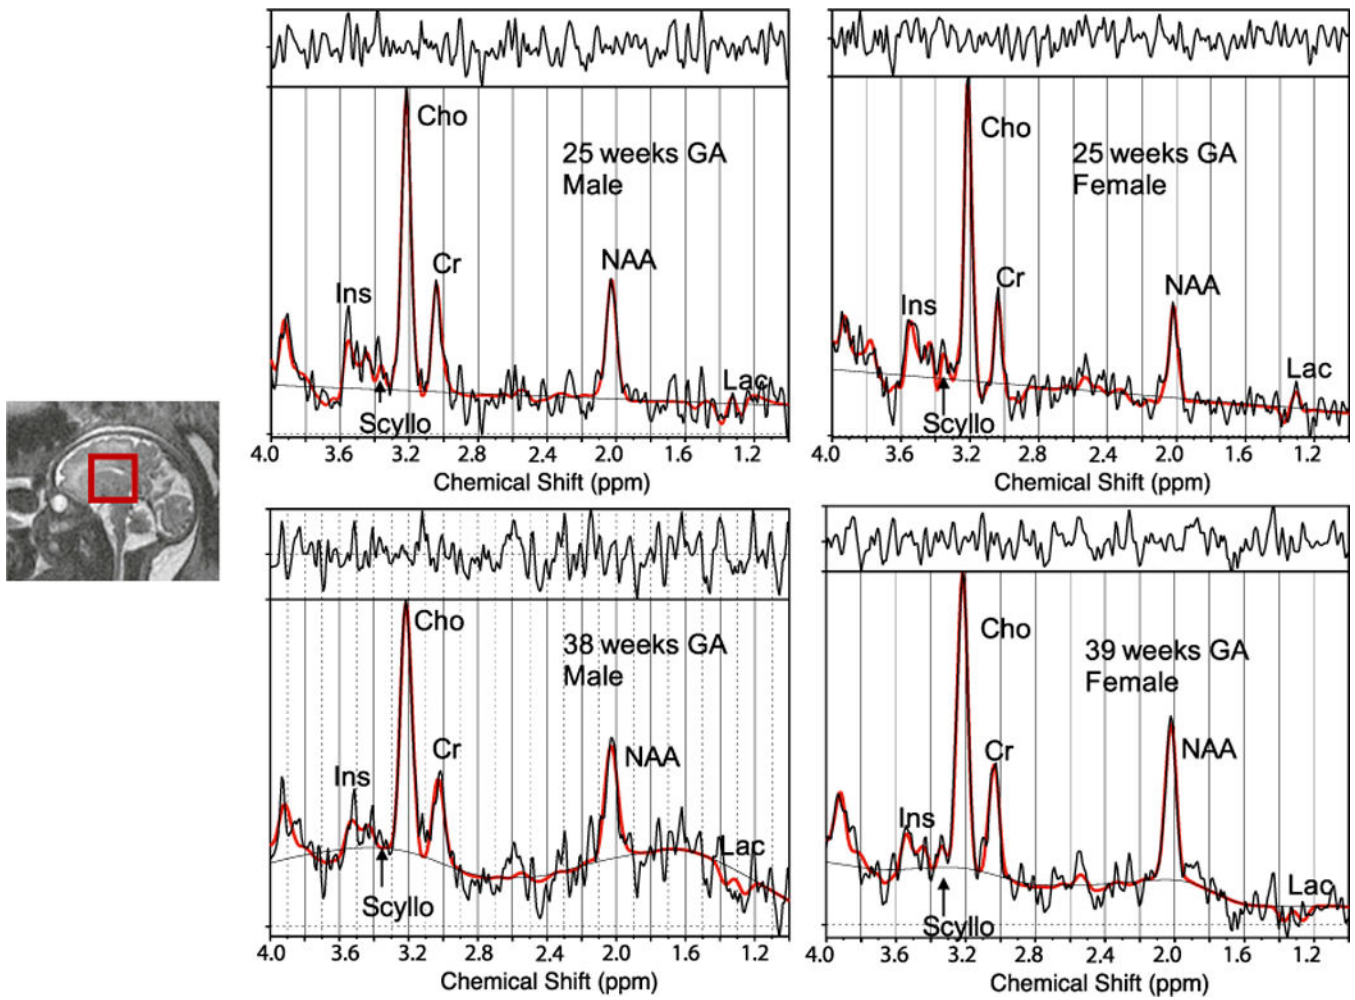 Cho
25 weeks GA
Male
Cr
NAA
Ins
Lac
Scyllo
4.0 3.6 3.2 2.8 2.4 2.0 1.6 1.2
Chemical Shift (ppm)
Cho
25 weeks GA
Female
Cr
NAA
Ins
Lac
Scyllo
4.0 3.6 3.2 2.8 2.4 2.0 1.6 1.2
Chemical Shift (ppm)
Cho
38 weeks GA
Male
Cr
NAA
Ins
Lac
Scyllo
4.0 3.6 3.2 2.8 2.4 2.0 1.6 1.2
Chemical Shift (ppm)
Cho
39 weeks GA
Female
Cr
NAA
Ins
Lac
Scyllo
4.0 3.6 3.2 2.8 2.4 2.0 1.6 1.2
Chemical Shift (ppm)